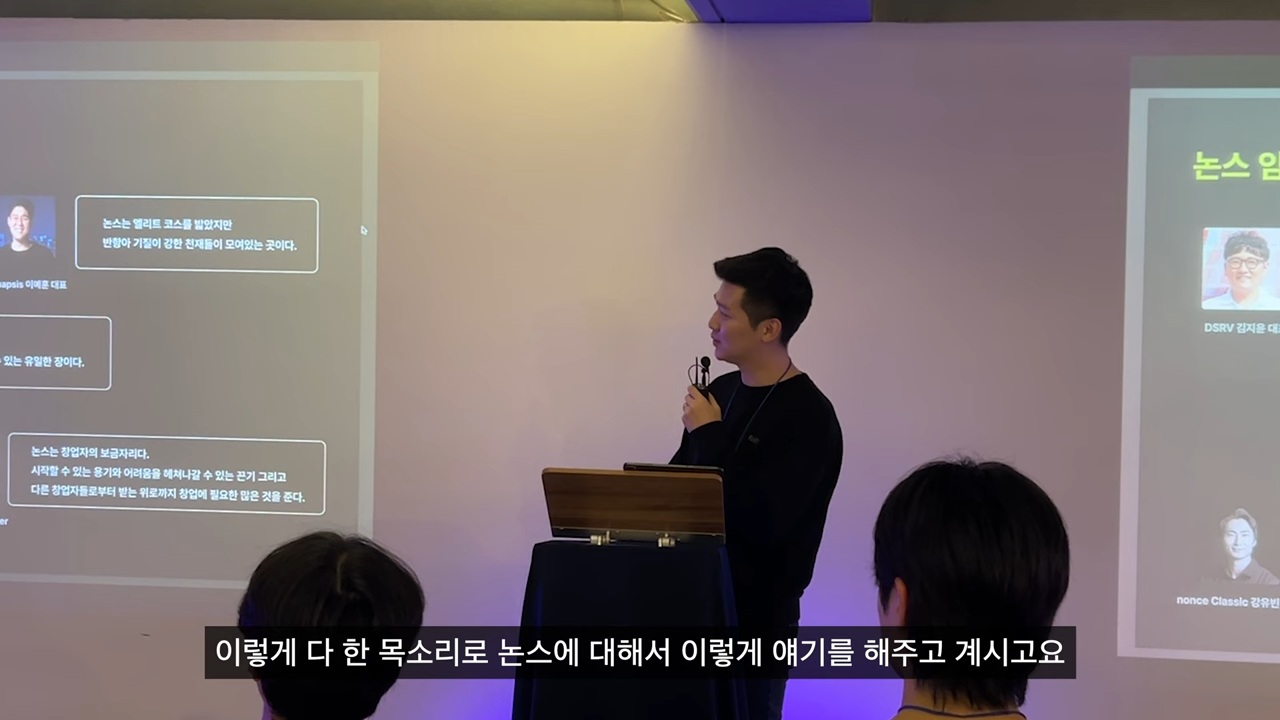 논스는 엘리트 코스를 밟았지만
반항아 기질이 강한 천재들이 모여있는 곳이다.
apsis 이예훈 대표
있는 유일한 장이다.
논스는 창업자의 보금자리다.
시작할 수 있는 용기와 어려움을 헤쳐나갈 수 있는 끈기 그리고
다른 창업자들로부터 받는 위로까지 창업에 필요한 많은 것을 준다.
er
논스 암
DSRV 김지윤 대표
nonce Classic 강유빈
이렇게 다 한 목소리로 논스에 대해서 이렇게 얘기를 해주고 계시고요